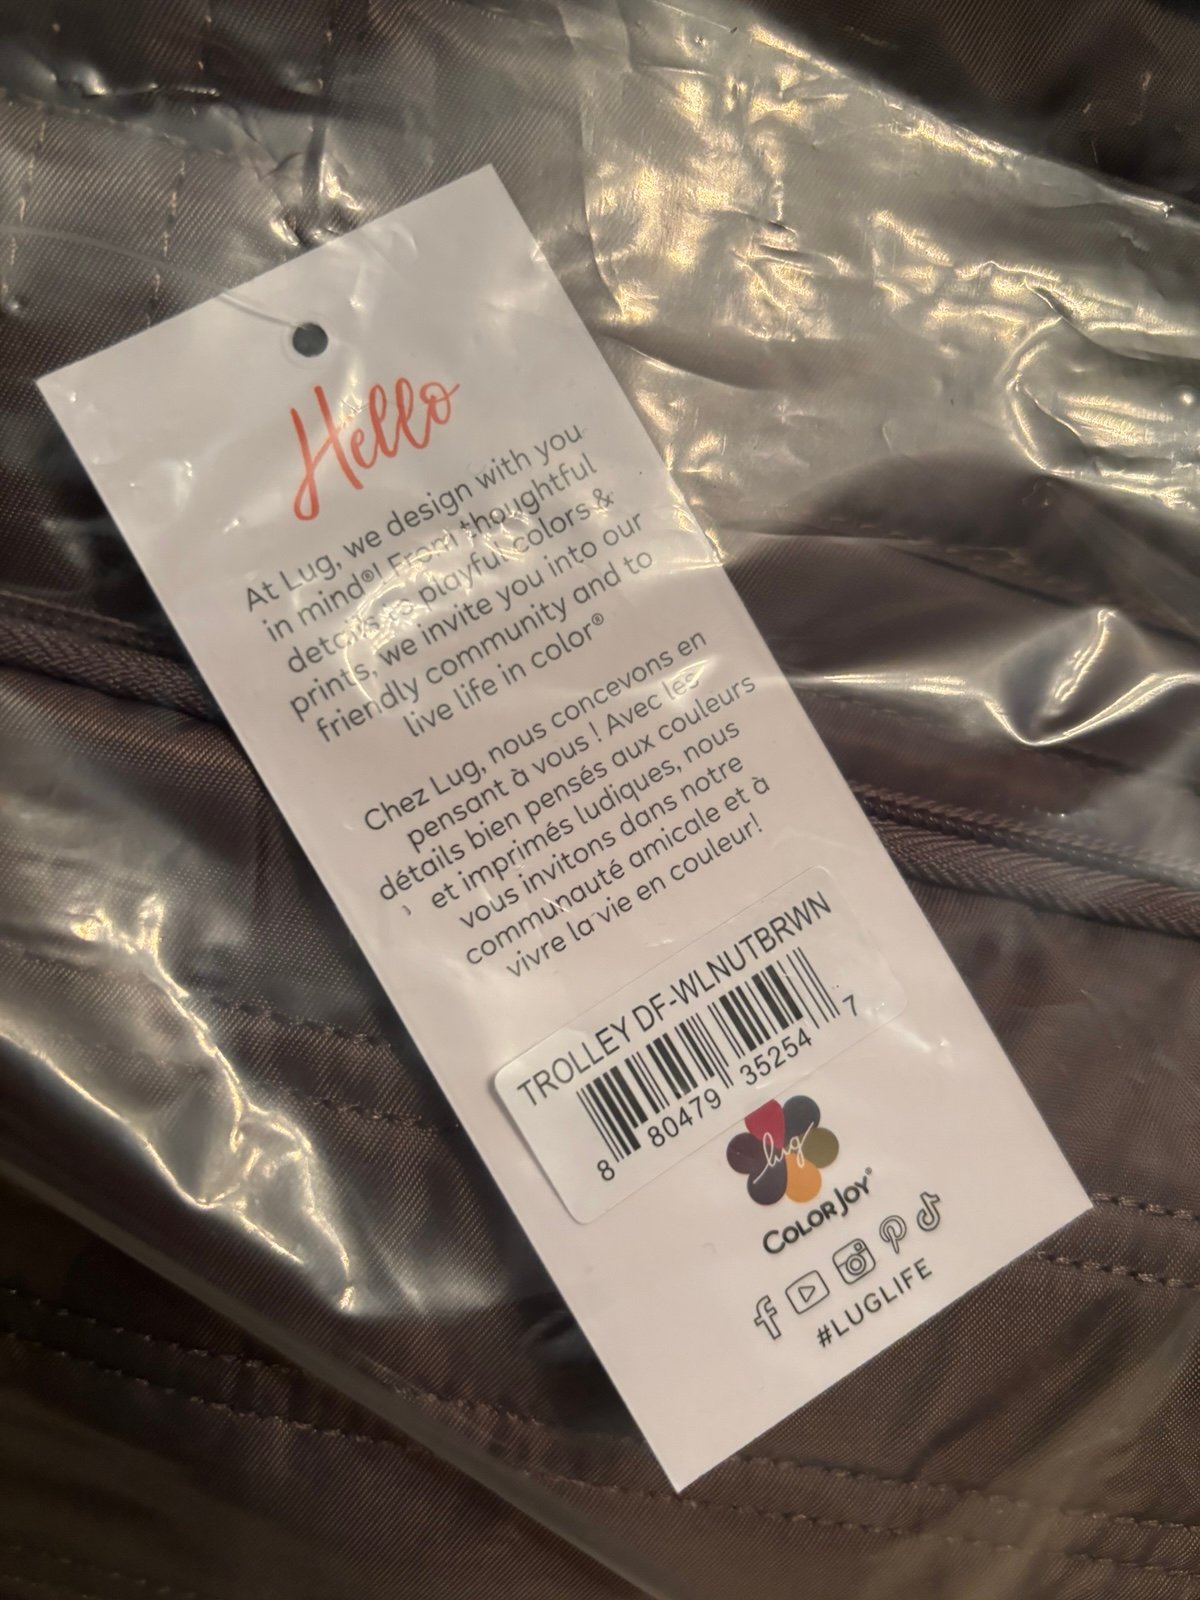 Hello
At Lug, we design with you
in mind®! From thoughtful
details to playful colors &
prints, we invite you into our
friendly community and to
live life in color®
Chez Lug, nous concevons en
pensant à vous ! Avec les
détails bien pensés aux couleurs
et imprimés ludiques, nous
vous invitons dans notre
communauté amicale et à
vivre la vie en couleur!
TROLLEY DF-WLNUTBRWN
8 80479 35254 7
lug
COLORJOY®
#LUGLIFE